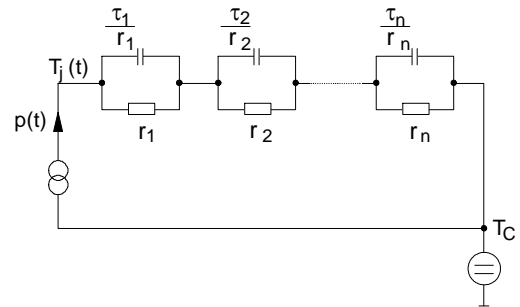 τ1/r1 τ2/r2 τn/rn
Tj(t)
r1 r2 rn
p(t)
TC